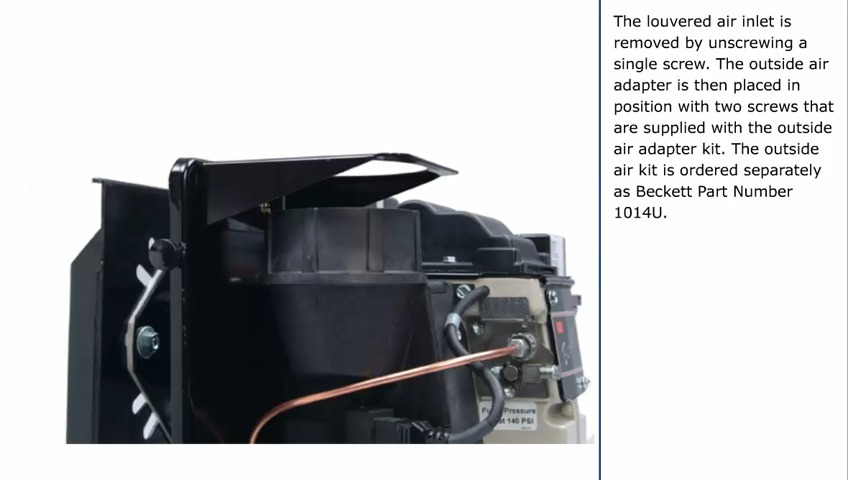 The louvered air inlet is
removed by unscrewing a
single screw. The outside air
adapter is then placed in
position with two screws that
are supplied with the outside
air adapter kit. The outside
air kit is ordered separately
as Beckett Part Number
1014U.
Pressure
140 PSI